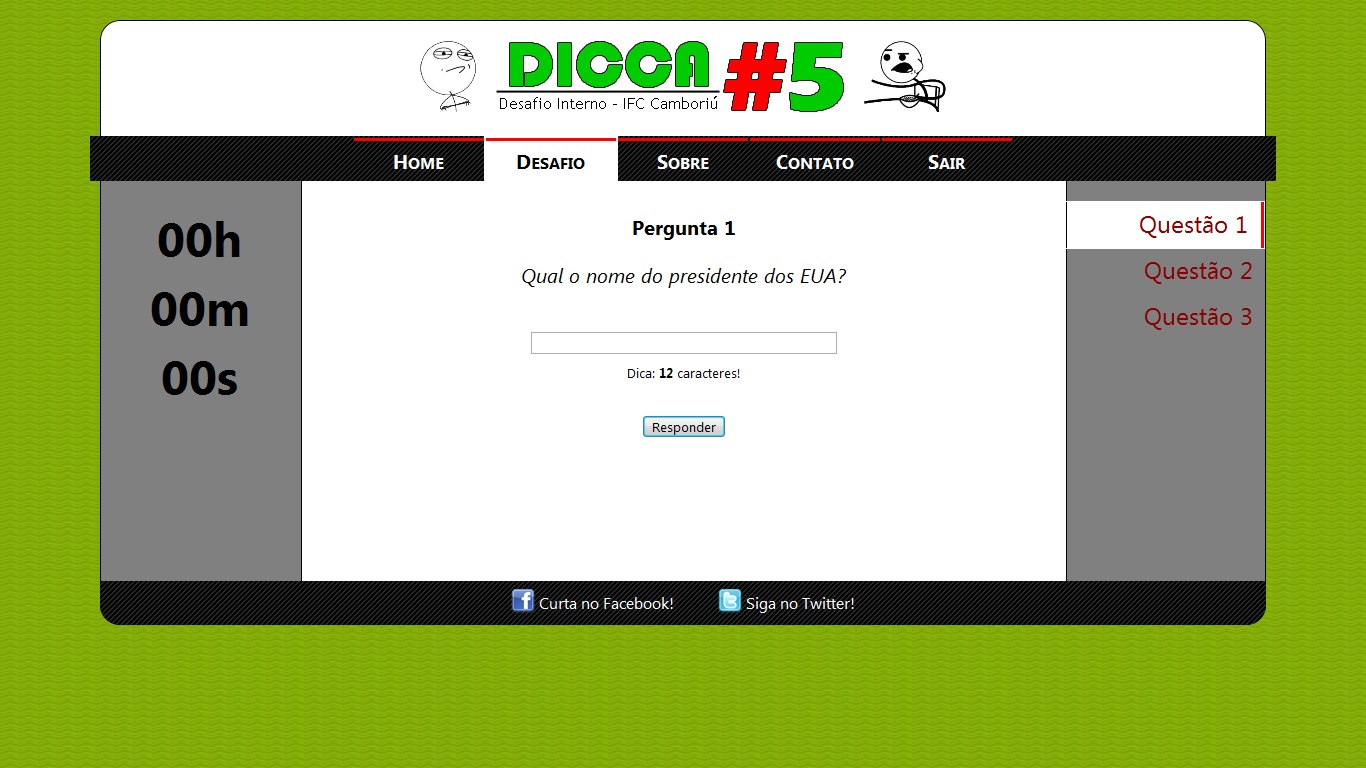 DICCA #5
Desafio Interno - IFC Camboriú
Home Desafio Sobre Contato Sair
00h
00m
00s
Pergunta 1
Qual o nome do presidente dos EUA?
Dica: 12 caracteres!
Responder
Questão 1
Questão 2
Questão 3
Curta no Facebook! Siga no Twitter!